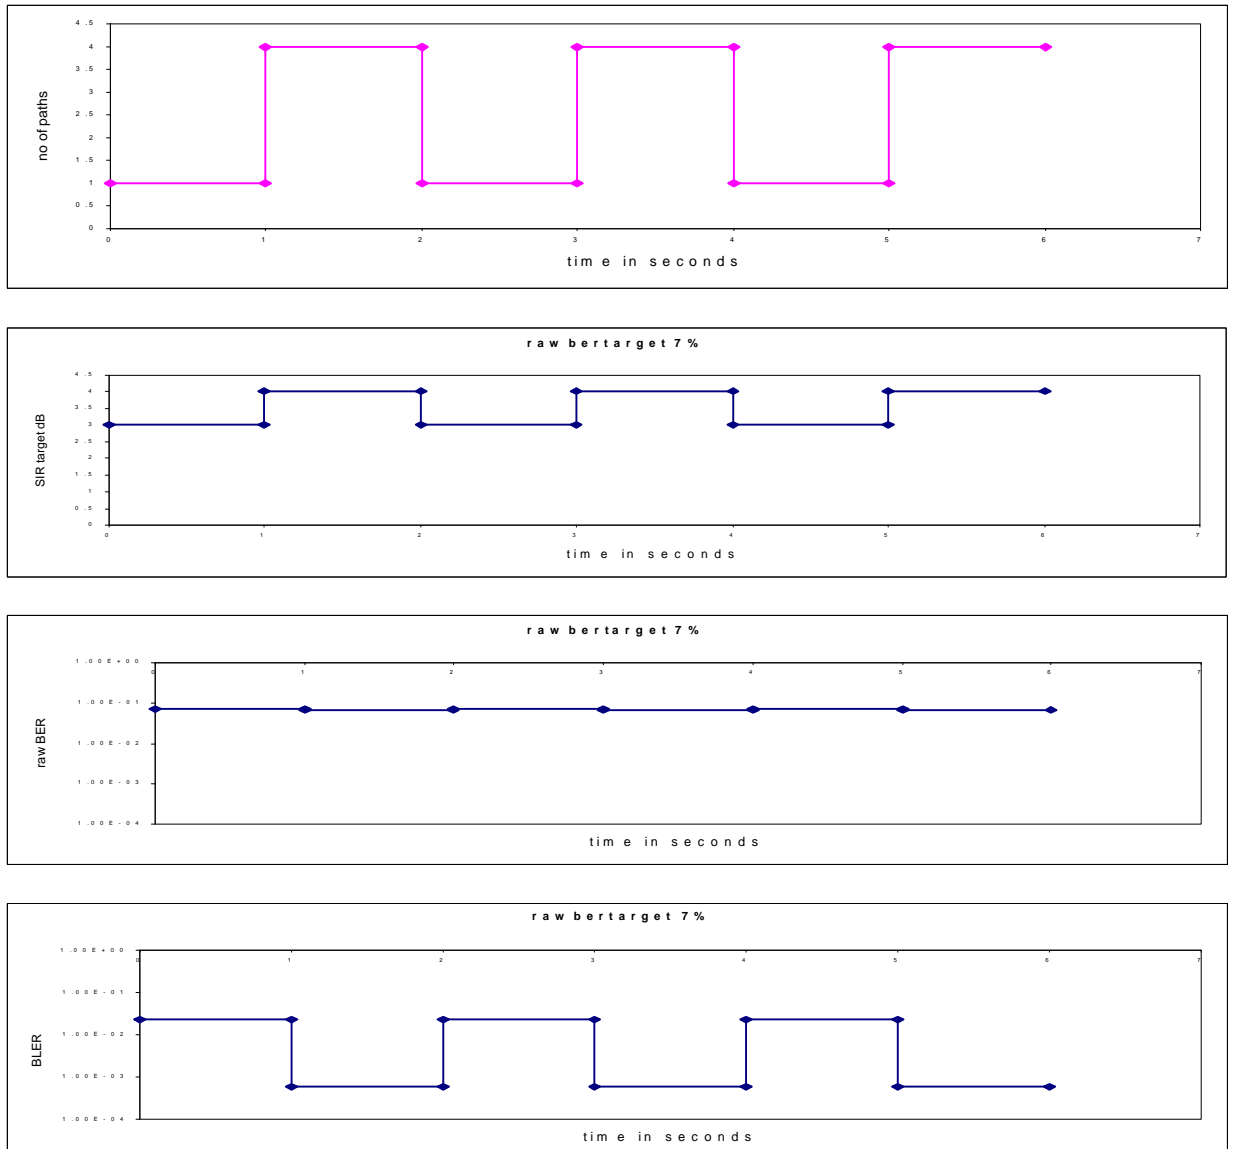 4.5
4
3.5
3
2.5
2
1.5
1
0.5
0
no of paths
0 1 2 3 4 5 6 7
time in seconds
raw bertarget 7%
4.5
4
3.5
3
2.5
2
1.5
1
0.5
0
SIR target dB
0 1 2 3 4 5 6 7
time in seconds
raw bertarget 7%
1.00E+00
1.00E-01
1.00E-02
1.00E-03
1.00E-04
raw BER
0 1 2 3 4 5 6 7
time in seconds
raw bertarget 7%
1.00E+00
1.00E-01
1.00E-02
1.00E-03
1.00E-04
BLER
0 1 2 3 4 5 6 7
time in seconds